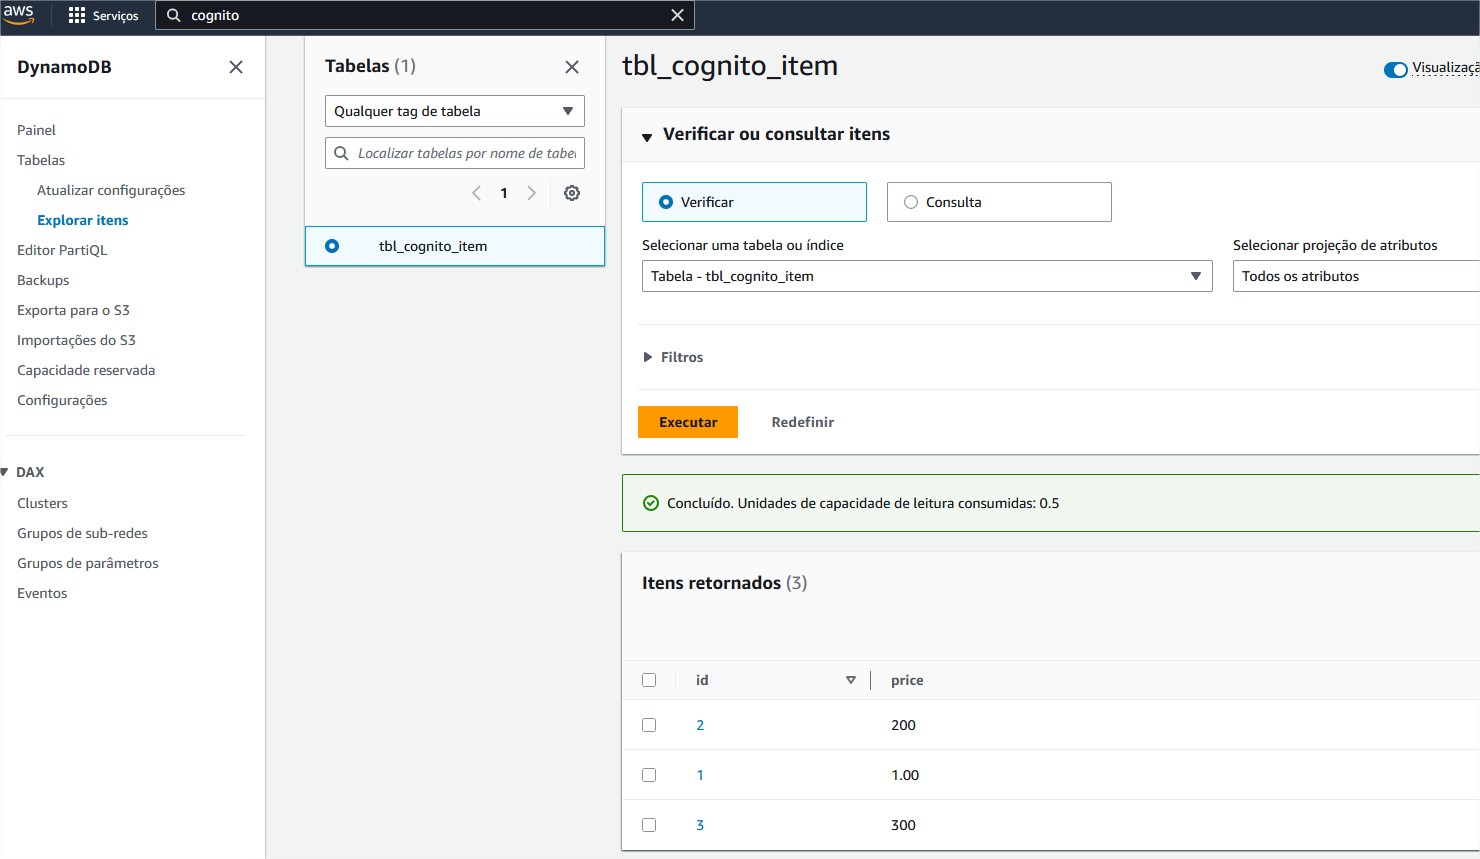 aws
Serviços
cognito
DynamoDB
Painel
Tabelas
Atualizar configurações
Explorar itens
Editor PartiQL
Backups
Exporta para o S3
Importações do S3
Capacidade reservada
Configurações
DAX
Clusters
Grupos de sub-redes
Grupos de parâmetros
Eventos
Tabelas (1)
Qualquer tag de tabela
Localizar tabelas por nome de tabel
1
tbl_cognito_item
tbl_cognito_item
Visualizaçã
Verificar ou consultar itens
Verificar
Consulta
Selecionar uma tabela ou índice
Tabela - tbl_cognito_item
Selecionar projeção de atributos
Todos os atributos
Filtros
Executar
Redefinir
Concluído. Unidades de capacidade de leitura consumidas: 0.5
Itens retornados (3)
id price
2 200
1 1.00
3 300